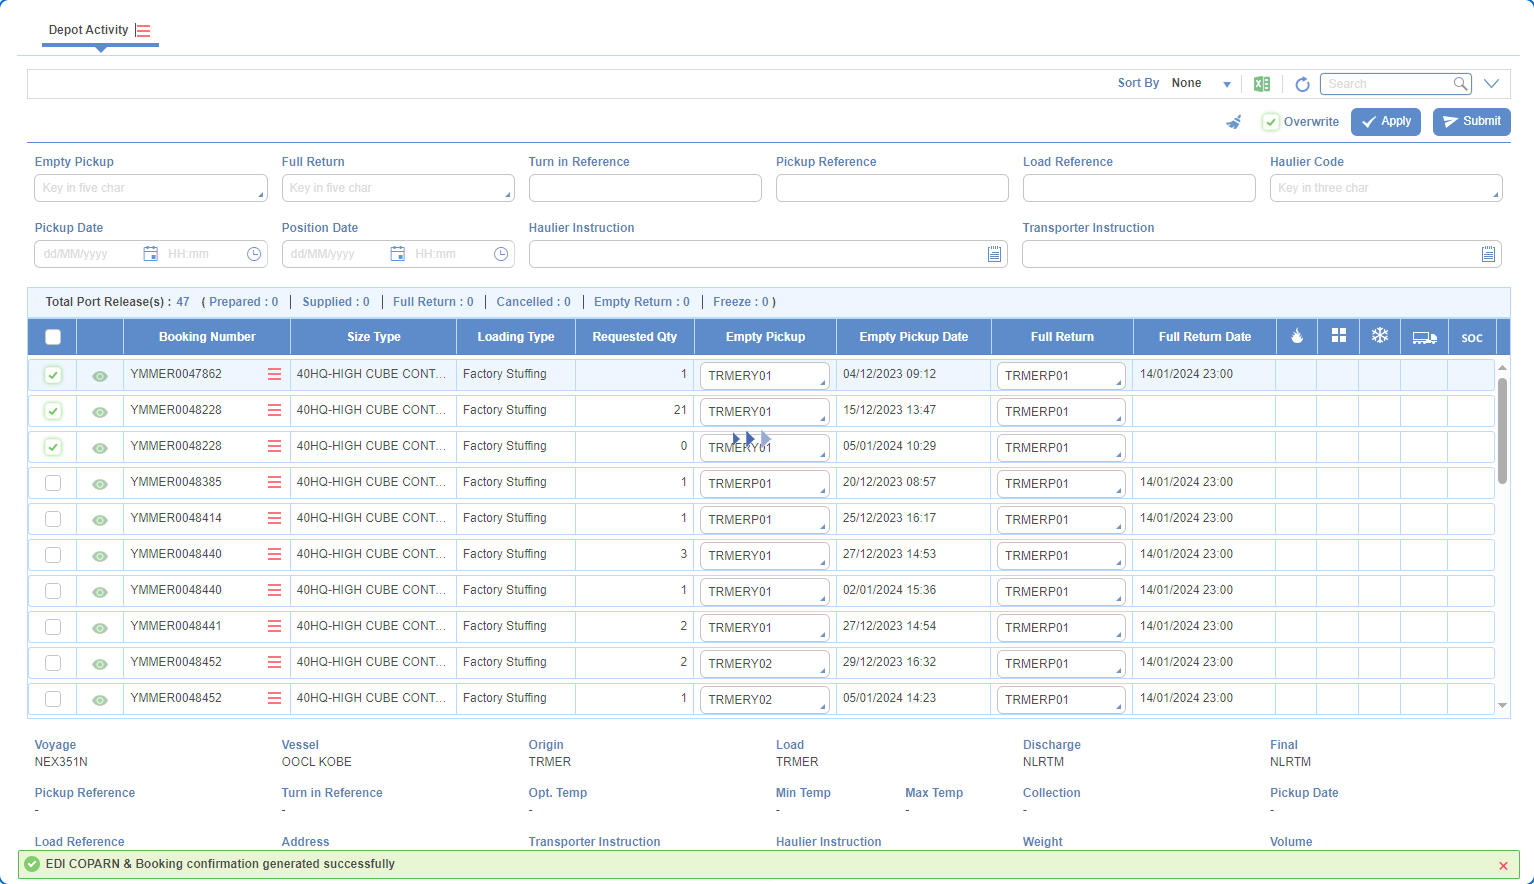 Depot Activity
Sort By None Search
Overwrite Apply Submit
Empty Pickup Full Return Turn in Reference Pickup Reference Load Reference Haulier Code
Key in five char Key in five char Key in three char
Pickup Date Position Date Haulier Instruction Transporter Instruction
dd/MM/yyyy HH:mm dd/MM/yyyy HH:mm
Total Port Release(s) : 47 ( Prepared : 0 | Supplied : 0 | Full Return : 0 | Cancelled : 0 | Empty Return : 0 | Freeze : 0 )
Booking Number Size Type Loading Type Requested Qty Empty Pickup Empty Pickup Date Full Return Full Return Date SOC
YMMER0047862 40HQ-HIGH CUBE CONT... Factory Stuffing 1 TRMERY01 04/12/2023 09:12 TRMERP01 14/01/2024 23:00
YMMER0048228 40HQ-HIGH CUBE CONT... Factory Stuffing 21 TRMERY01 15/12/2023 13:47 TRMERP01
YMMER0048228 40HQ-HIGH CUBE CONT... Factory Stuffing 0 TRMERY01 05/01/2024 10:29 TRMERP01
YMMER0048385 40HQ-HIGH CUBE CONT... Factory Stuffing 1 TRMERP01 20/12/2023 08:57 TRMERP01 14/01/2024 23:00
YMMER0048414 40HQ-HIGH CUBE CONT... Factory Stuffing 1 TRMERP01 25/12/2023 16:17 TRMERP01 14/01/2024 23:00
YMMER0048440 40HQ-HIGH CUBE CONT... Factory Stuffing 3 TRMERY01 27/12/2023 14:53 TRMERP01 14/01/2024 23:00
YMMER0048440 40HQ-HIGH CUBE CONT... Factory Stuffing 1 TRMERY01 02/01/2024 15:36 TRMERP01 14/01/2024 23:00
YMMER0048441 40HQ-HIGH CUBE CONT... Factory Stuffing 2 TRMERY01 27/12/2023 14:54 TRMERP01 14/01/2024 23:00
YMMER0048452 40HQ-HIGH CUBE CONT... Factory Stuffing 2 TRMERY02 29/12/2023 16:32 TRMERP01 14/01/2024 23:00
YMMER0048452 40HQ-HIGH CUBE CONT... Factory Stuffing 1 TRMERY02 05/01/2024 14:23 TRMERP01 14/01/2024 23:00
Voyage Vessel Origin Load Discharge Final
NEX351N OOCL KOBE TRMER TRMER NLRTM NLRTM
Pickup Reference Turn in Reference Opt. Temp Min Temp Max Temp Collection Pickup Date
- - - - - - -
Load Reference Address Transporter Instruction Haulier Instruction Weight Volume
EDI COPARN & Booking confirmation generated successfully